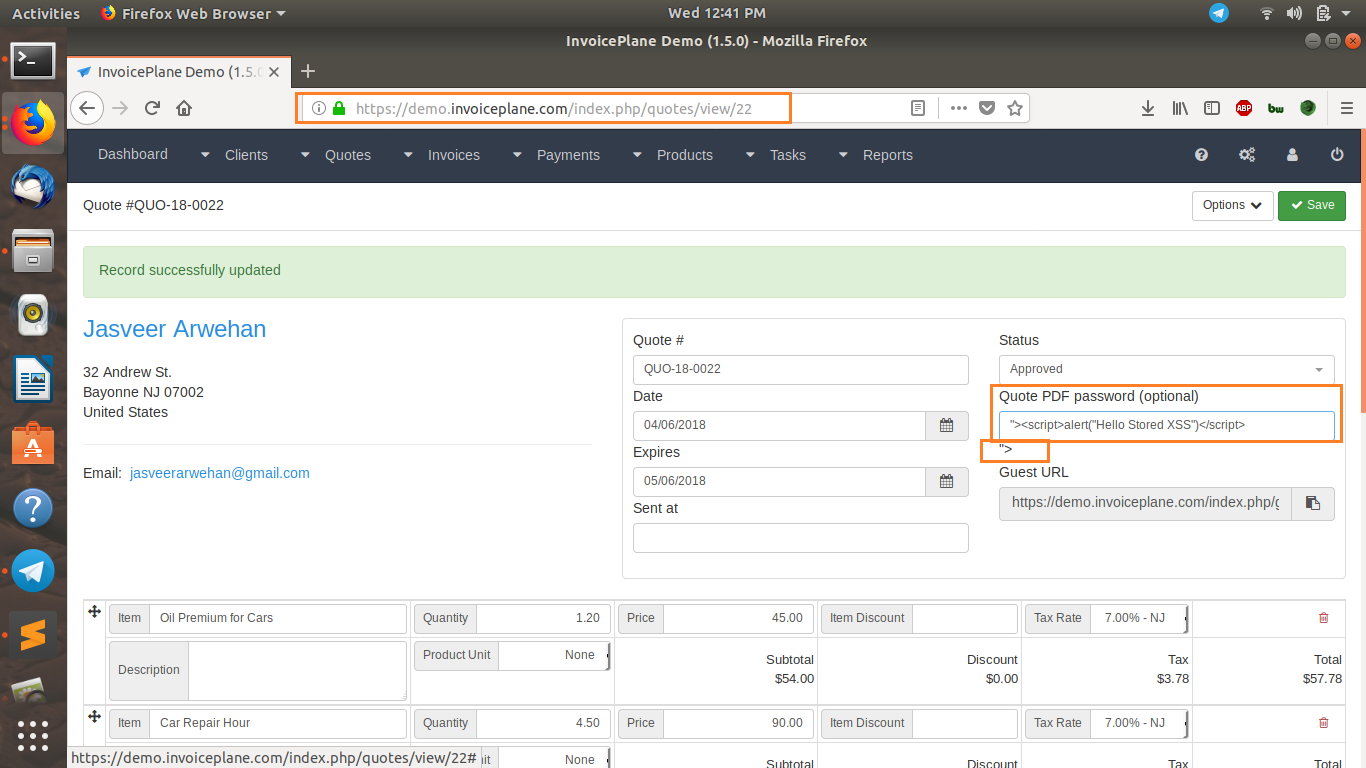 Activities Firefox Web Browser Wed 12:41 PM
InvoicePlane Demo (1.5.0) - Mozilla Firefox
InvoicePlane Demo (1.5.0
https://demo.invoiceplane.com/index.php/quotes/view/22 ABP bw
Dashboard Clients Quotes Invoices Payments Products Tasks Reports
Quote #QUO-18-0022 Options Save
Record successfully updated
Jasveer Arwehan
32 Andrew St.
Bayonne NJ 07002
United States
Email: jasveerarwehan@gmail.com
Quote #
QUO-18-0022
Date
04/06/2018
Expires
05/06/2018
Sent at
Status
Approved
Quote PDF password (optional)
"><script>alert("Hello Stored XSS")</script>
">
Guest URL
https://demo.invoiceplane.com/index.php/g
Item Oil Premium for Cars Quantity 1.20 Price 45.00 Item Discount Tax Rate 7.00% - NJ
Description Product Unit None Subtotal Discount Tax Total
$54.00 $0.00 $3.78 $57.78
Item Car Repair Hour Quantity 4.50 Price 90.00 Item Discount Tax Rate 7.00% - NJ
https://demo.invoiceplane.com/index.php/quotes/view/22# it None Subtotal Discount Tax Total